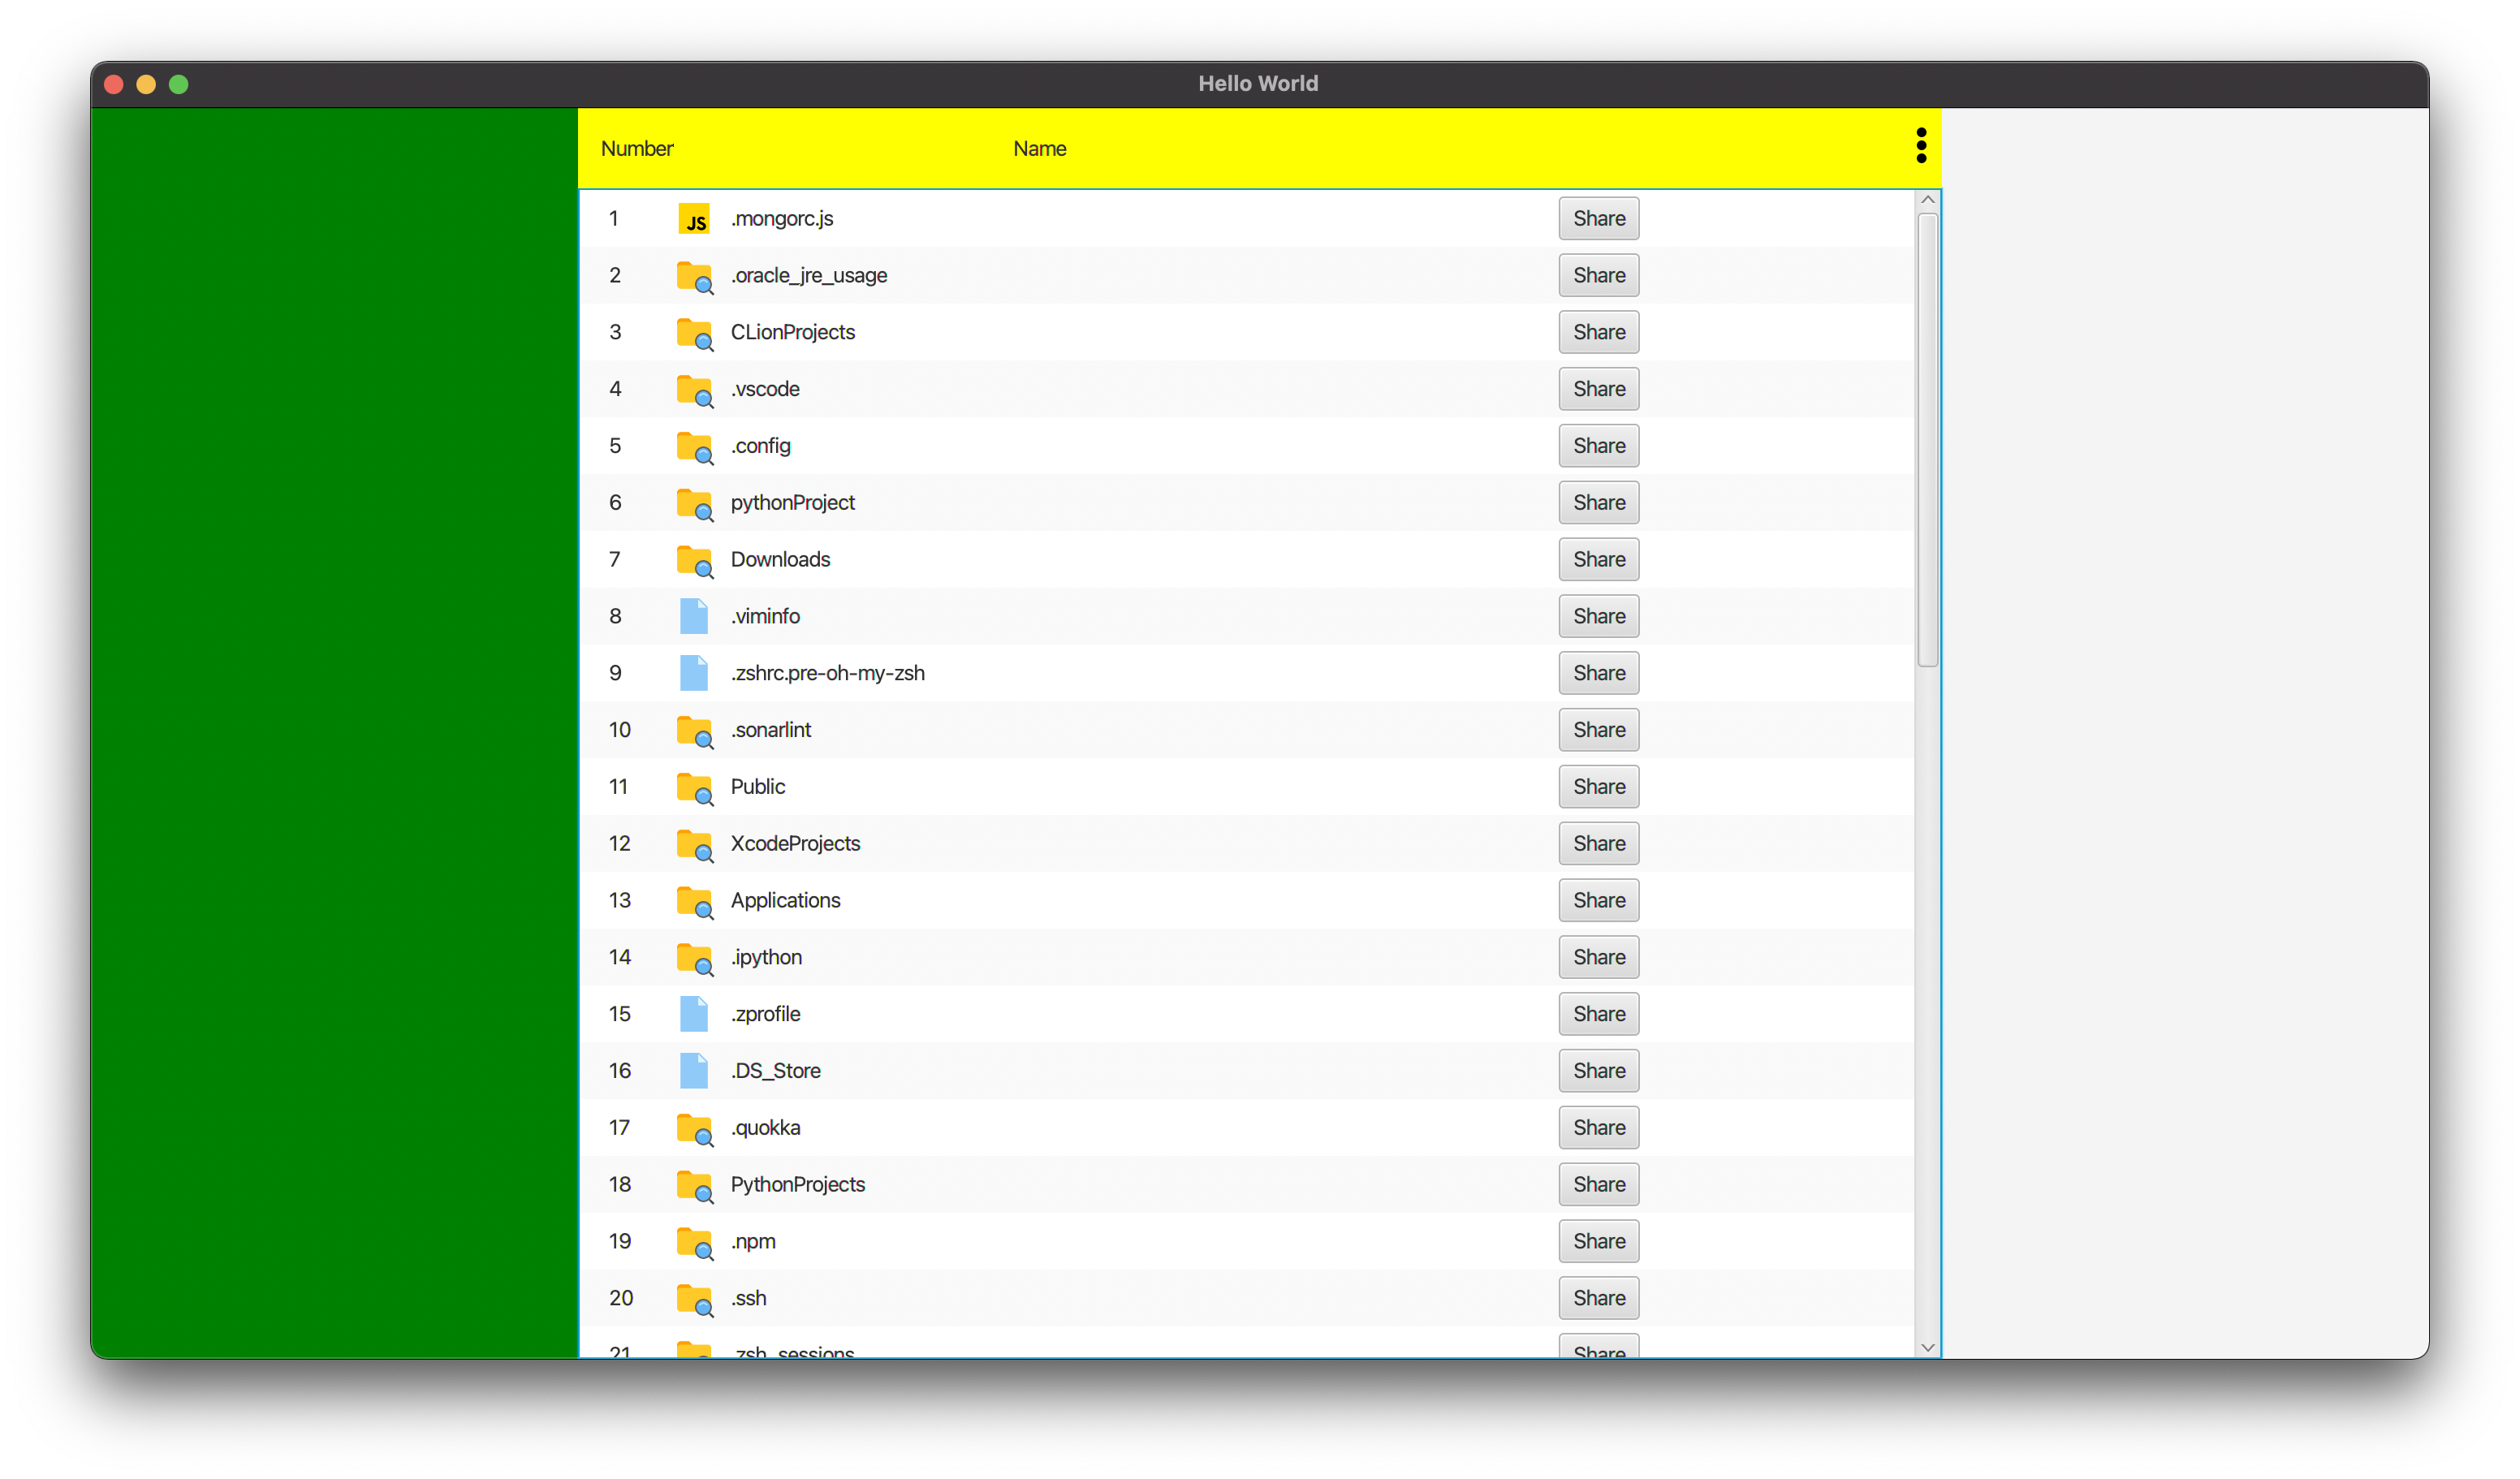 Hello World
Number Name
1 JS .mongorc.js Share
2 .oracle_jre_usage Share
3 CLionProjects Share
4 .vscode Share
5 .config Share
6 pythonProject Share
7 Downloads Share
8 .viminfo Share
9 .zshrc.pre-oh-my-zsh Share
10 .sonarlint Share
11 Public Share
12 XcodeProjects Share
13 Applications Share
14 .ipython Share
15 .zprofile Share
16 .DS_Store Share
17 .quokka Share
18 PythonProjects Share
19 .npm Share
20 .ssh Share
21 .zsh_sessions Share